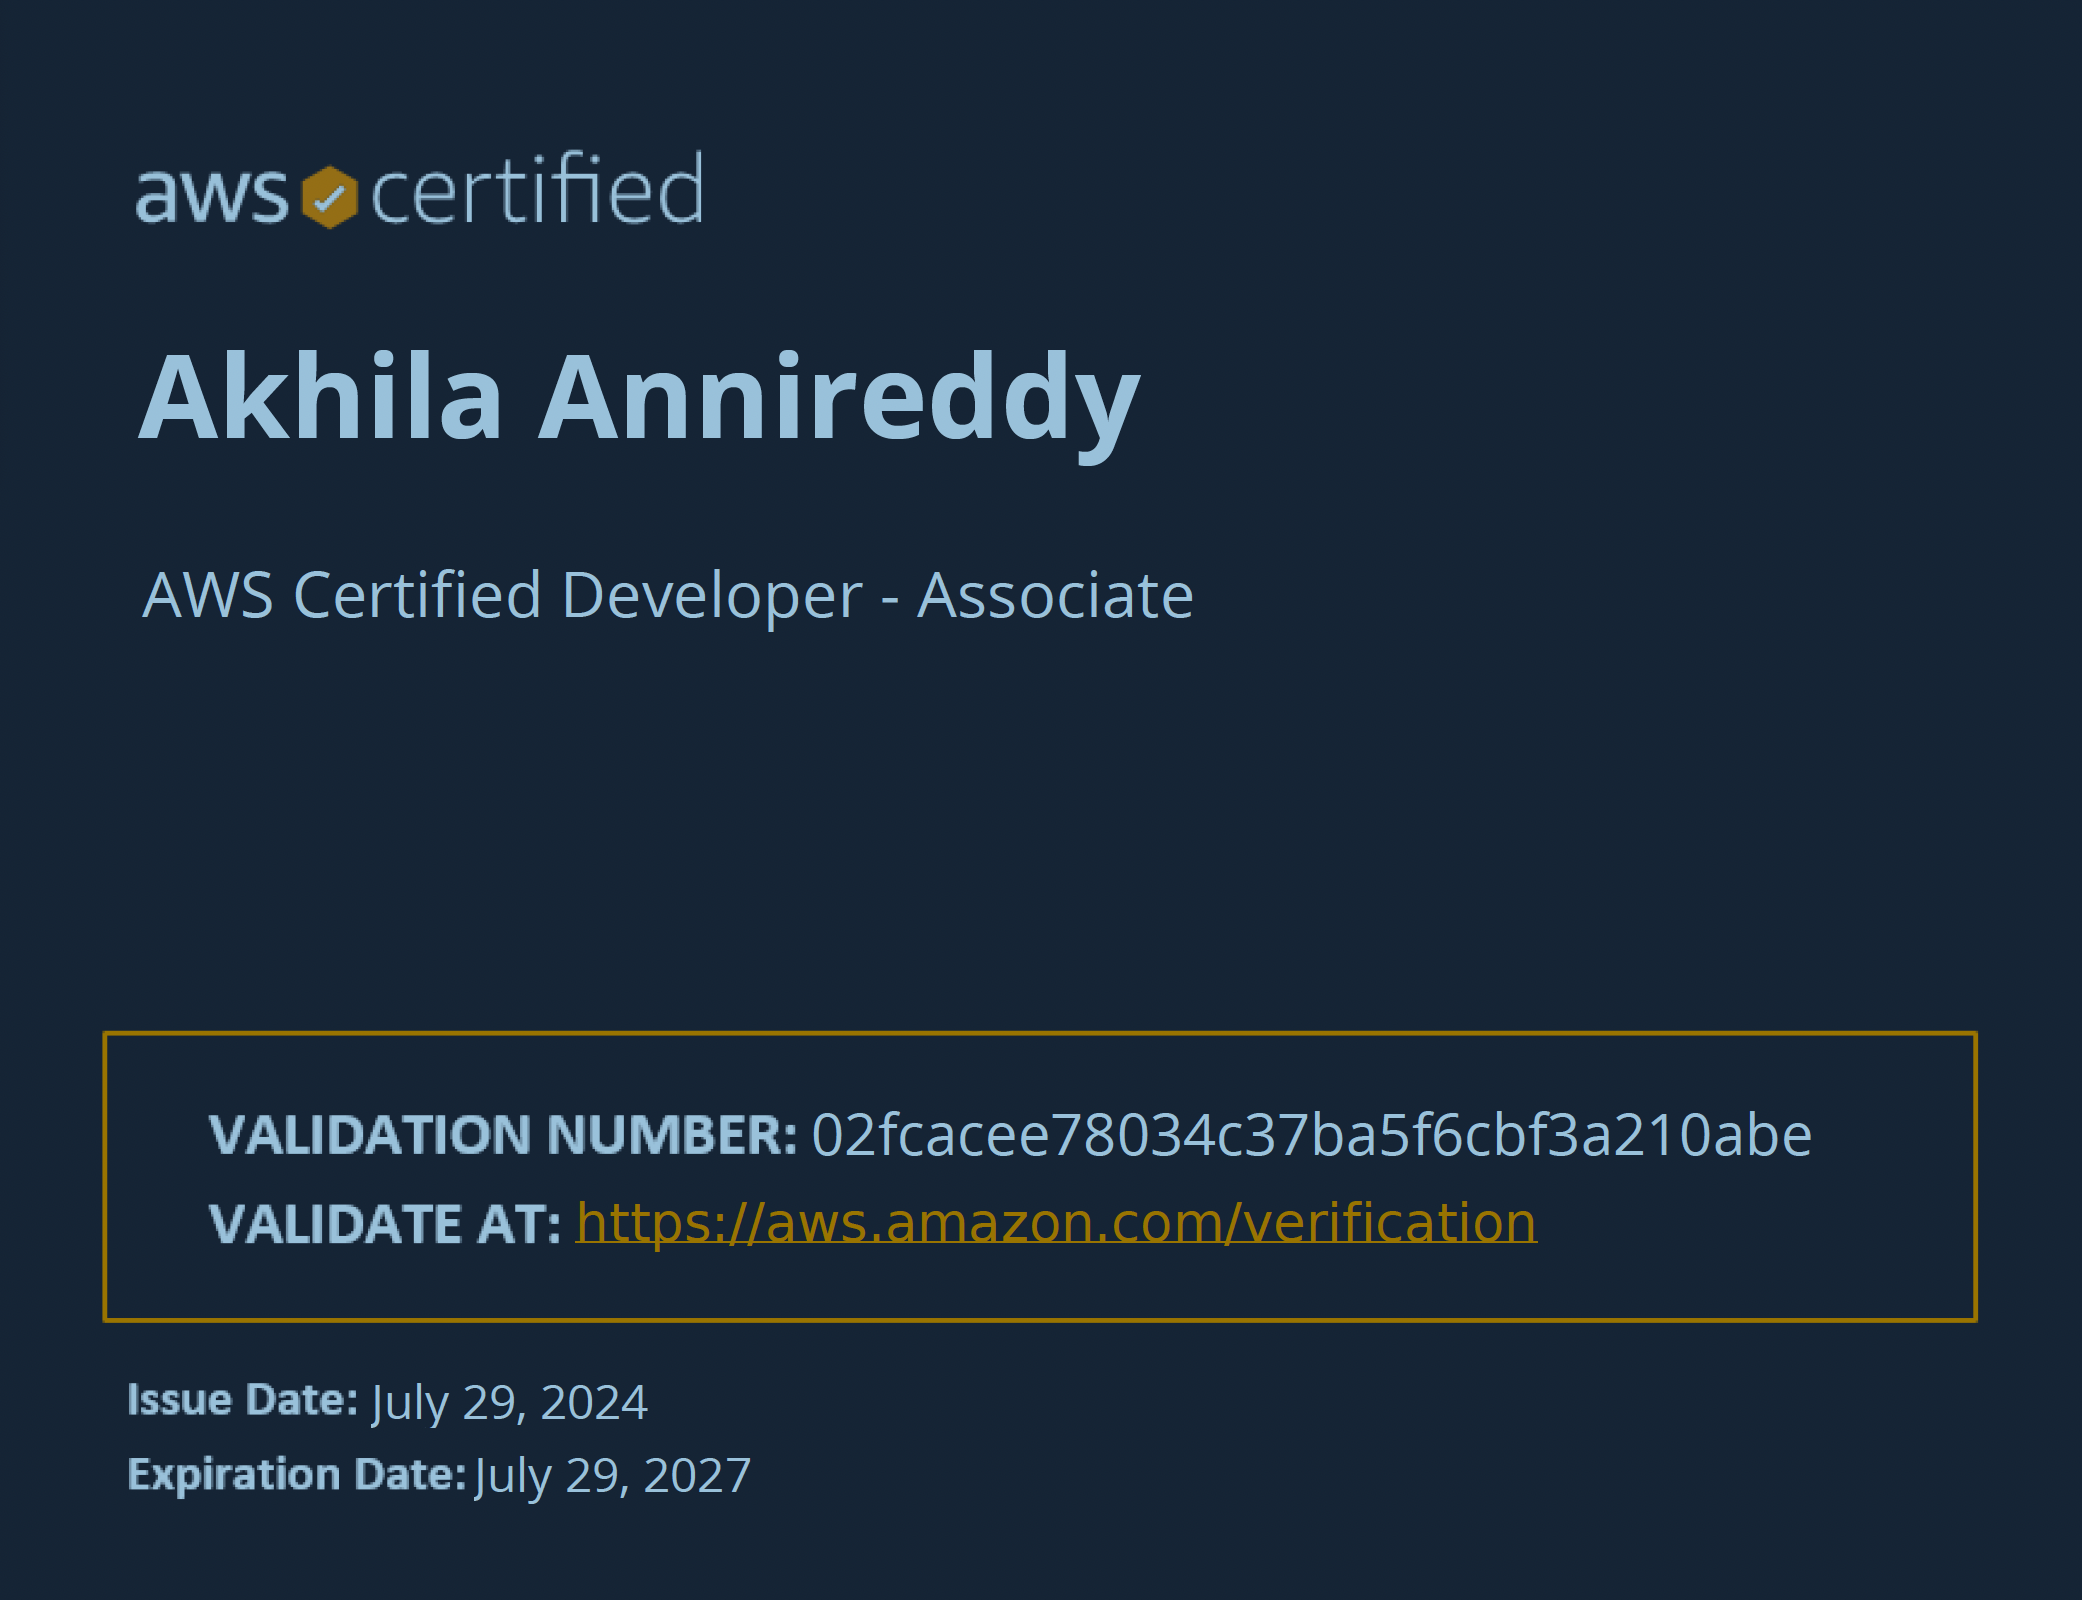 aws certified
Akhila Annireddy
AWS Certified Developer - Associate
VALIDATION NUMBER: 02fcacee78034c37ba5f6cbf3a210abe
VALIDATE AT: https://aws.amazon.com/verification
Issue Date: July 29, 2024
Expiration Date: July 29, 2027